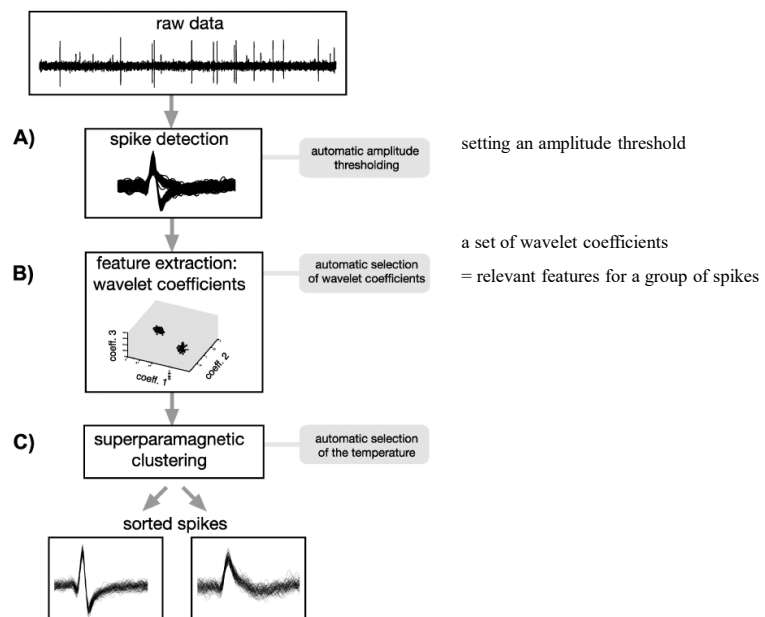 raw data
A)
spike detection
automatic amplitude
thresholding
setting an amplitude threshold
B)
feature extraction:
wavelet coefficients
automatic selection
of wavelet coefficients
a set of wavelet coefficients
= relevant features for a group of spikes
coeff. 3
coeff. 1
coeff. 2
C)
superparamagnetic
clustering
automatic selection
of the temperature
sorted spikes